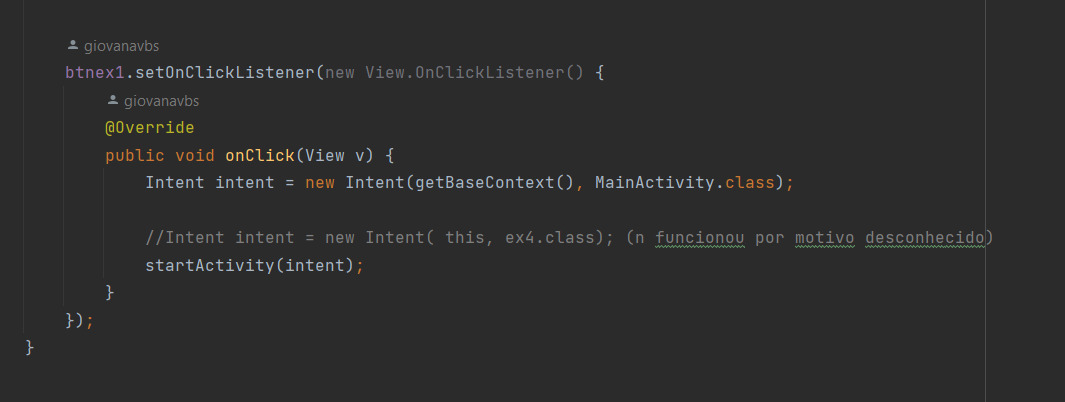 giovanavbs
btnex1.setOnClickListener(new View.OnClickListener() {
giovanavbs
@Override
public void onClick(View v) {
Intent intent = new Intent(getBaseContext(), MainActivity.class);
//Intent intent = new Intent( this, ex4.class); (n funcionou por motivo desconhecido)
startActivity(intent);
}
});
}